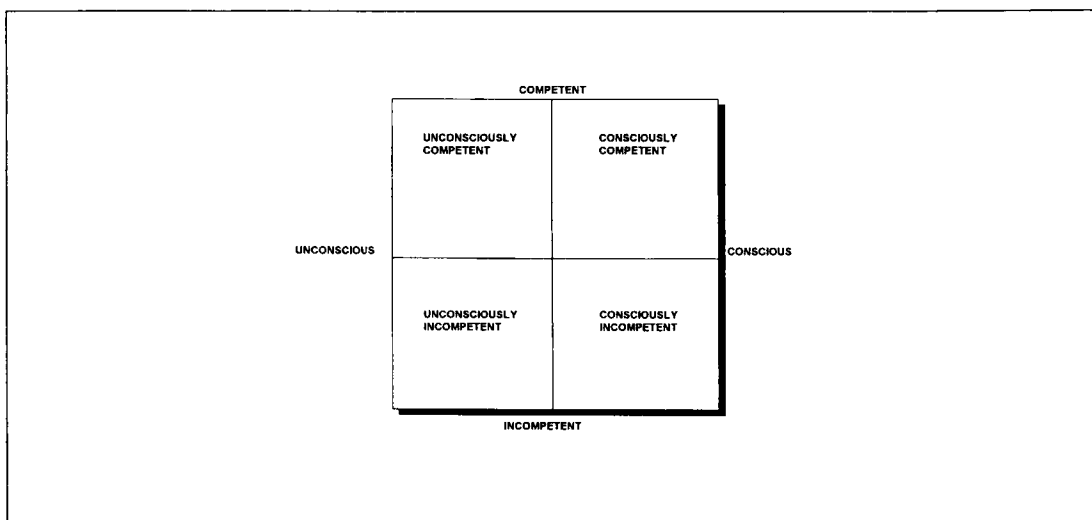 COMPETENT
UNCONSCIOUSLY
COMPETENT
CONSCIOUSLY
COMPETENT
UNCONSCIOUS
CONSCIOUS
UNCONSCIOUSLY
INCOMPETENT
CONSCIOUSLY
INCOMPETENT
INCOMPETENT